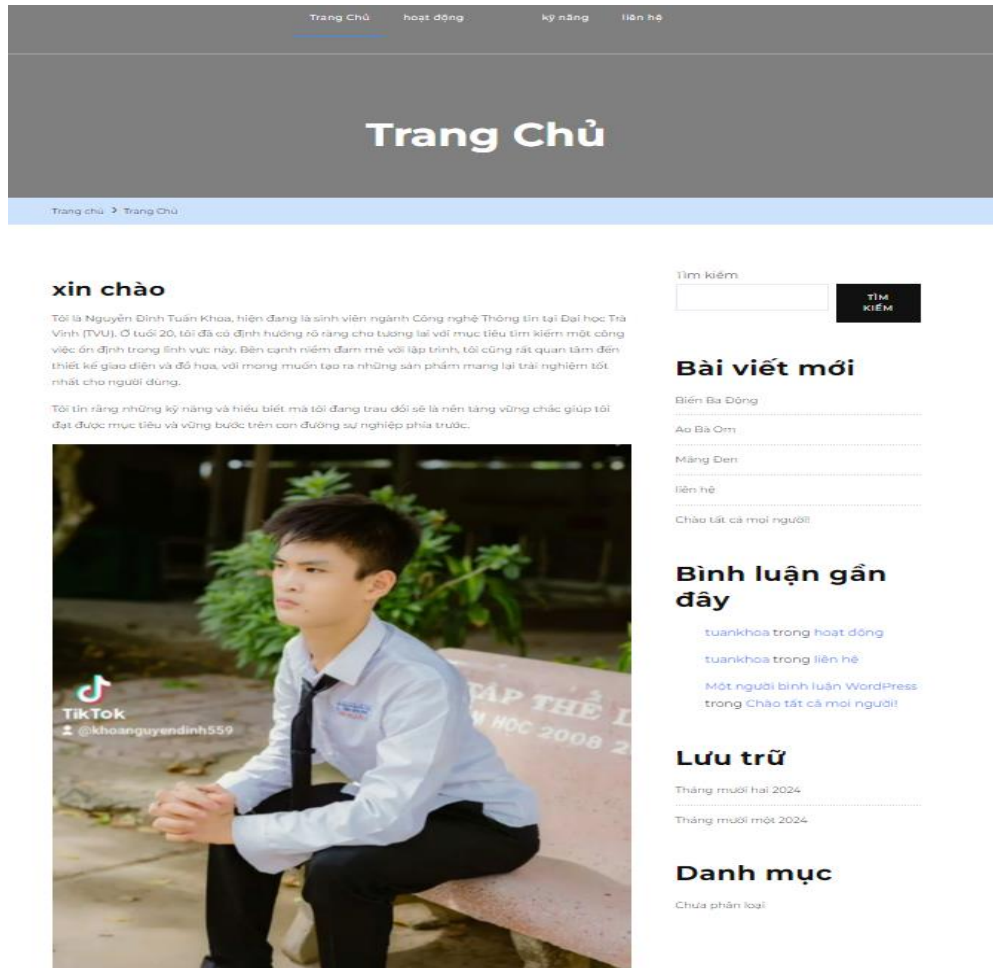 Trang Chủ hoạt động kỹ năng liên hệ
Trang Chủ
Trang chủ > Trang Chủ
xin chào
Tôi là Nguyễn Đình Tuấn Khoa, hiện đang là sinh viên ngành Công nghệ Thông tin tại Đại học Trà
Vinh (TVU). Ở tuổi 20, tôi đã có định hướng rõ ràng cho tương lai với mục tiêu tìm kiếm một công
việc ổn định trong lĩnh vực này. Bên cạnh niềm đam mê với lập trình, tôi cũng rất quan tâm đến
thiết kế giao diện và đồ họa, với mong muốn tạo ra những sản phẩm mang lại trải nghiệm tốt
nhất cho người dùng.
Tôi tin rằng những kỹ năng và hiểu biết mà tôi đang trau dồi sẽ là nền tảng vững chắc giúp tôi
đạt được mục tiêu và vững bước trên con đường sự nghiệp phía trước.
TẬP THỂ
HỌC 2008
TikTok
@khoanguyendinh559
Tìm kiếm
TÌM
KIẾM
Bài viết mới
Biển Ba Động
Ao Bà Om
Măng Đen
liên hệ
Chào tất cả mọi người!
Bình luận gần
đây
tuankhoa trong hoạt động
tuankhoa trong liên hệ
Một người bình luận WordPress
trong Chào tất cả mọi người!
Lưu trữ
Tháng mười hai 2024
Tháng mười một 2024
Danh mục
Chưa phân loại